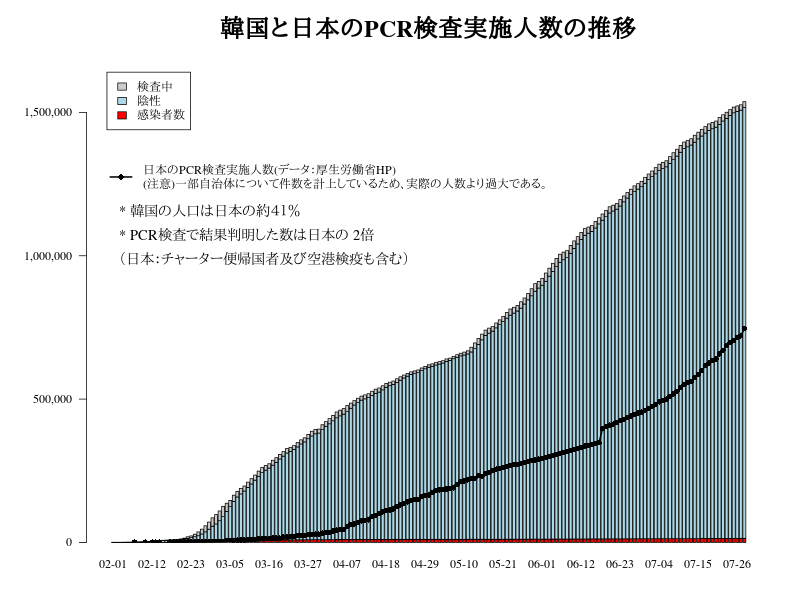 韓国と日本のPCR検査実施人数の推移
検査中
陰性
感染者数
日本のPCR検査実施人数(データ：厚生労働省HP)
(注意)一部自治体について件数を計上しているため、実際の人数より過大である。
* 韓国の人口は日本の約41%
* PCR検査で結果判明した数は日本の 2倍
（日本：チャーター便帰国者及び空港検疫も含む）
1,500,000
1,000,000
500,000
0
02-01 02-12 02-23 03-05 03-16 03-27 04-07 04-18 04-29 05-10 05-21 06-01 06-12 06-23 07-04 07-15 07-26